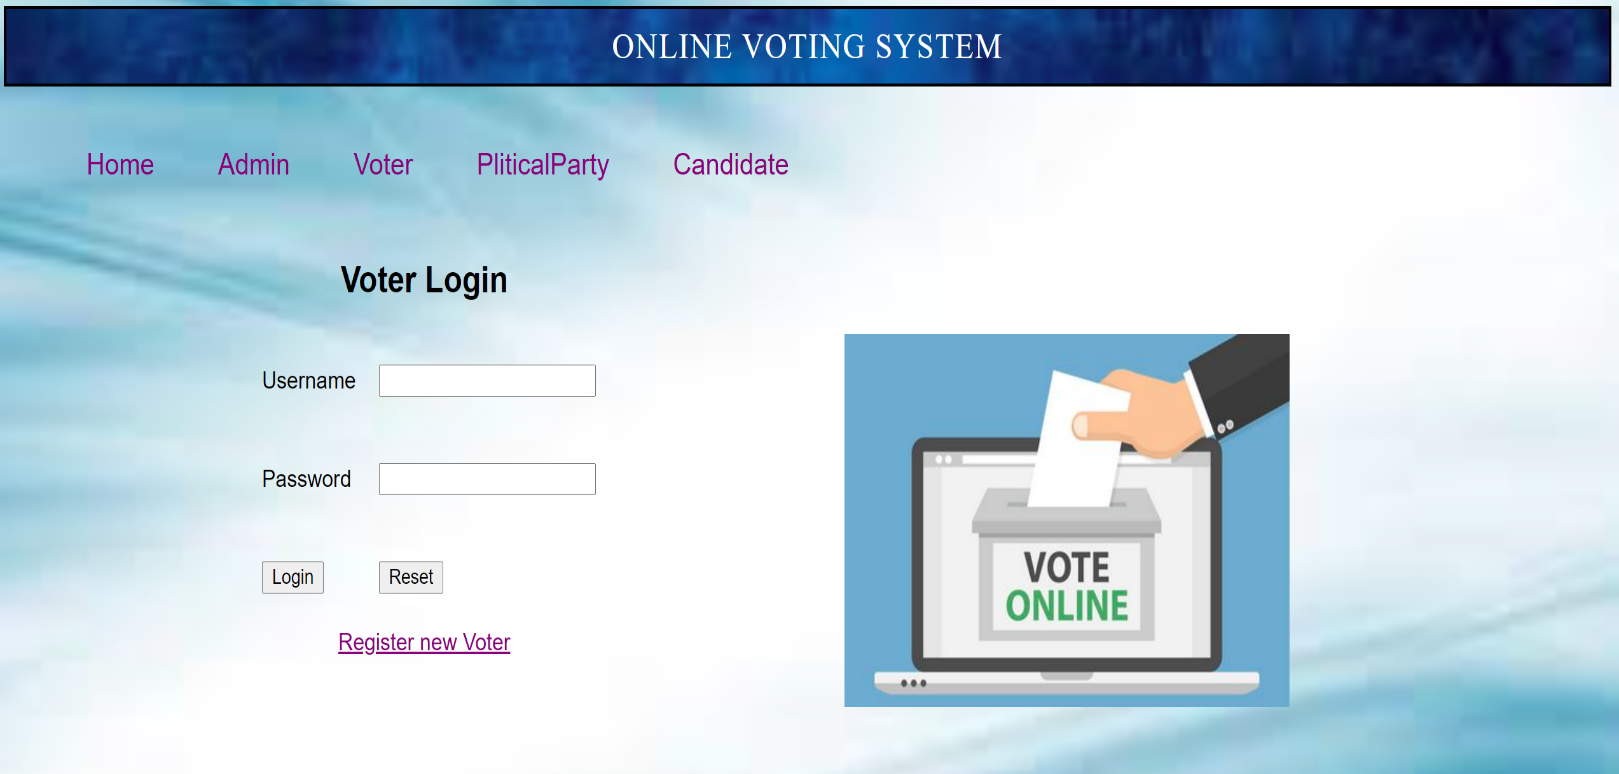 ONLINE VOTING SYSTEM
Home Admin Voter PliticalParty Candidate
Voter Login
Username
Password
Login Reset
Register new Voter
VOTE
ONLINE